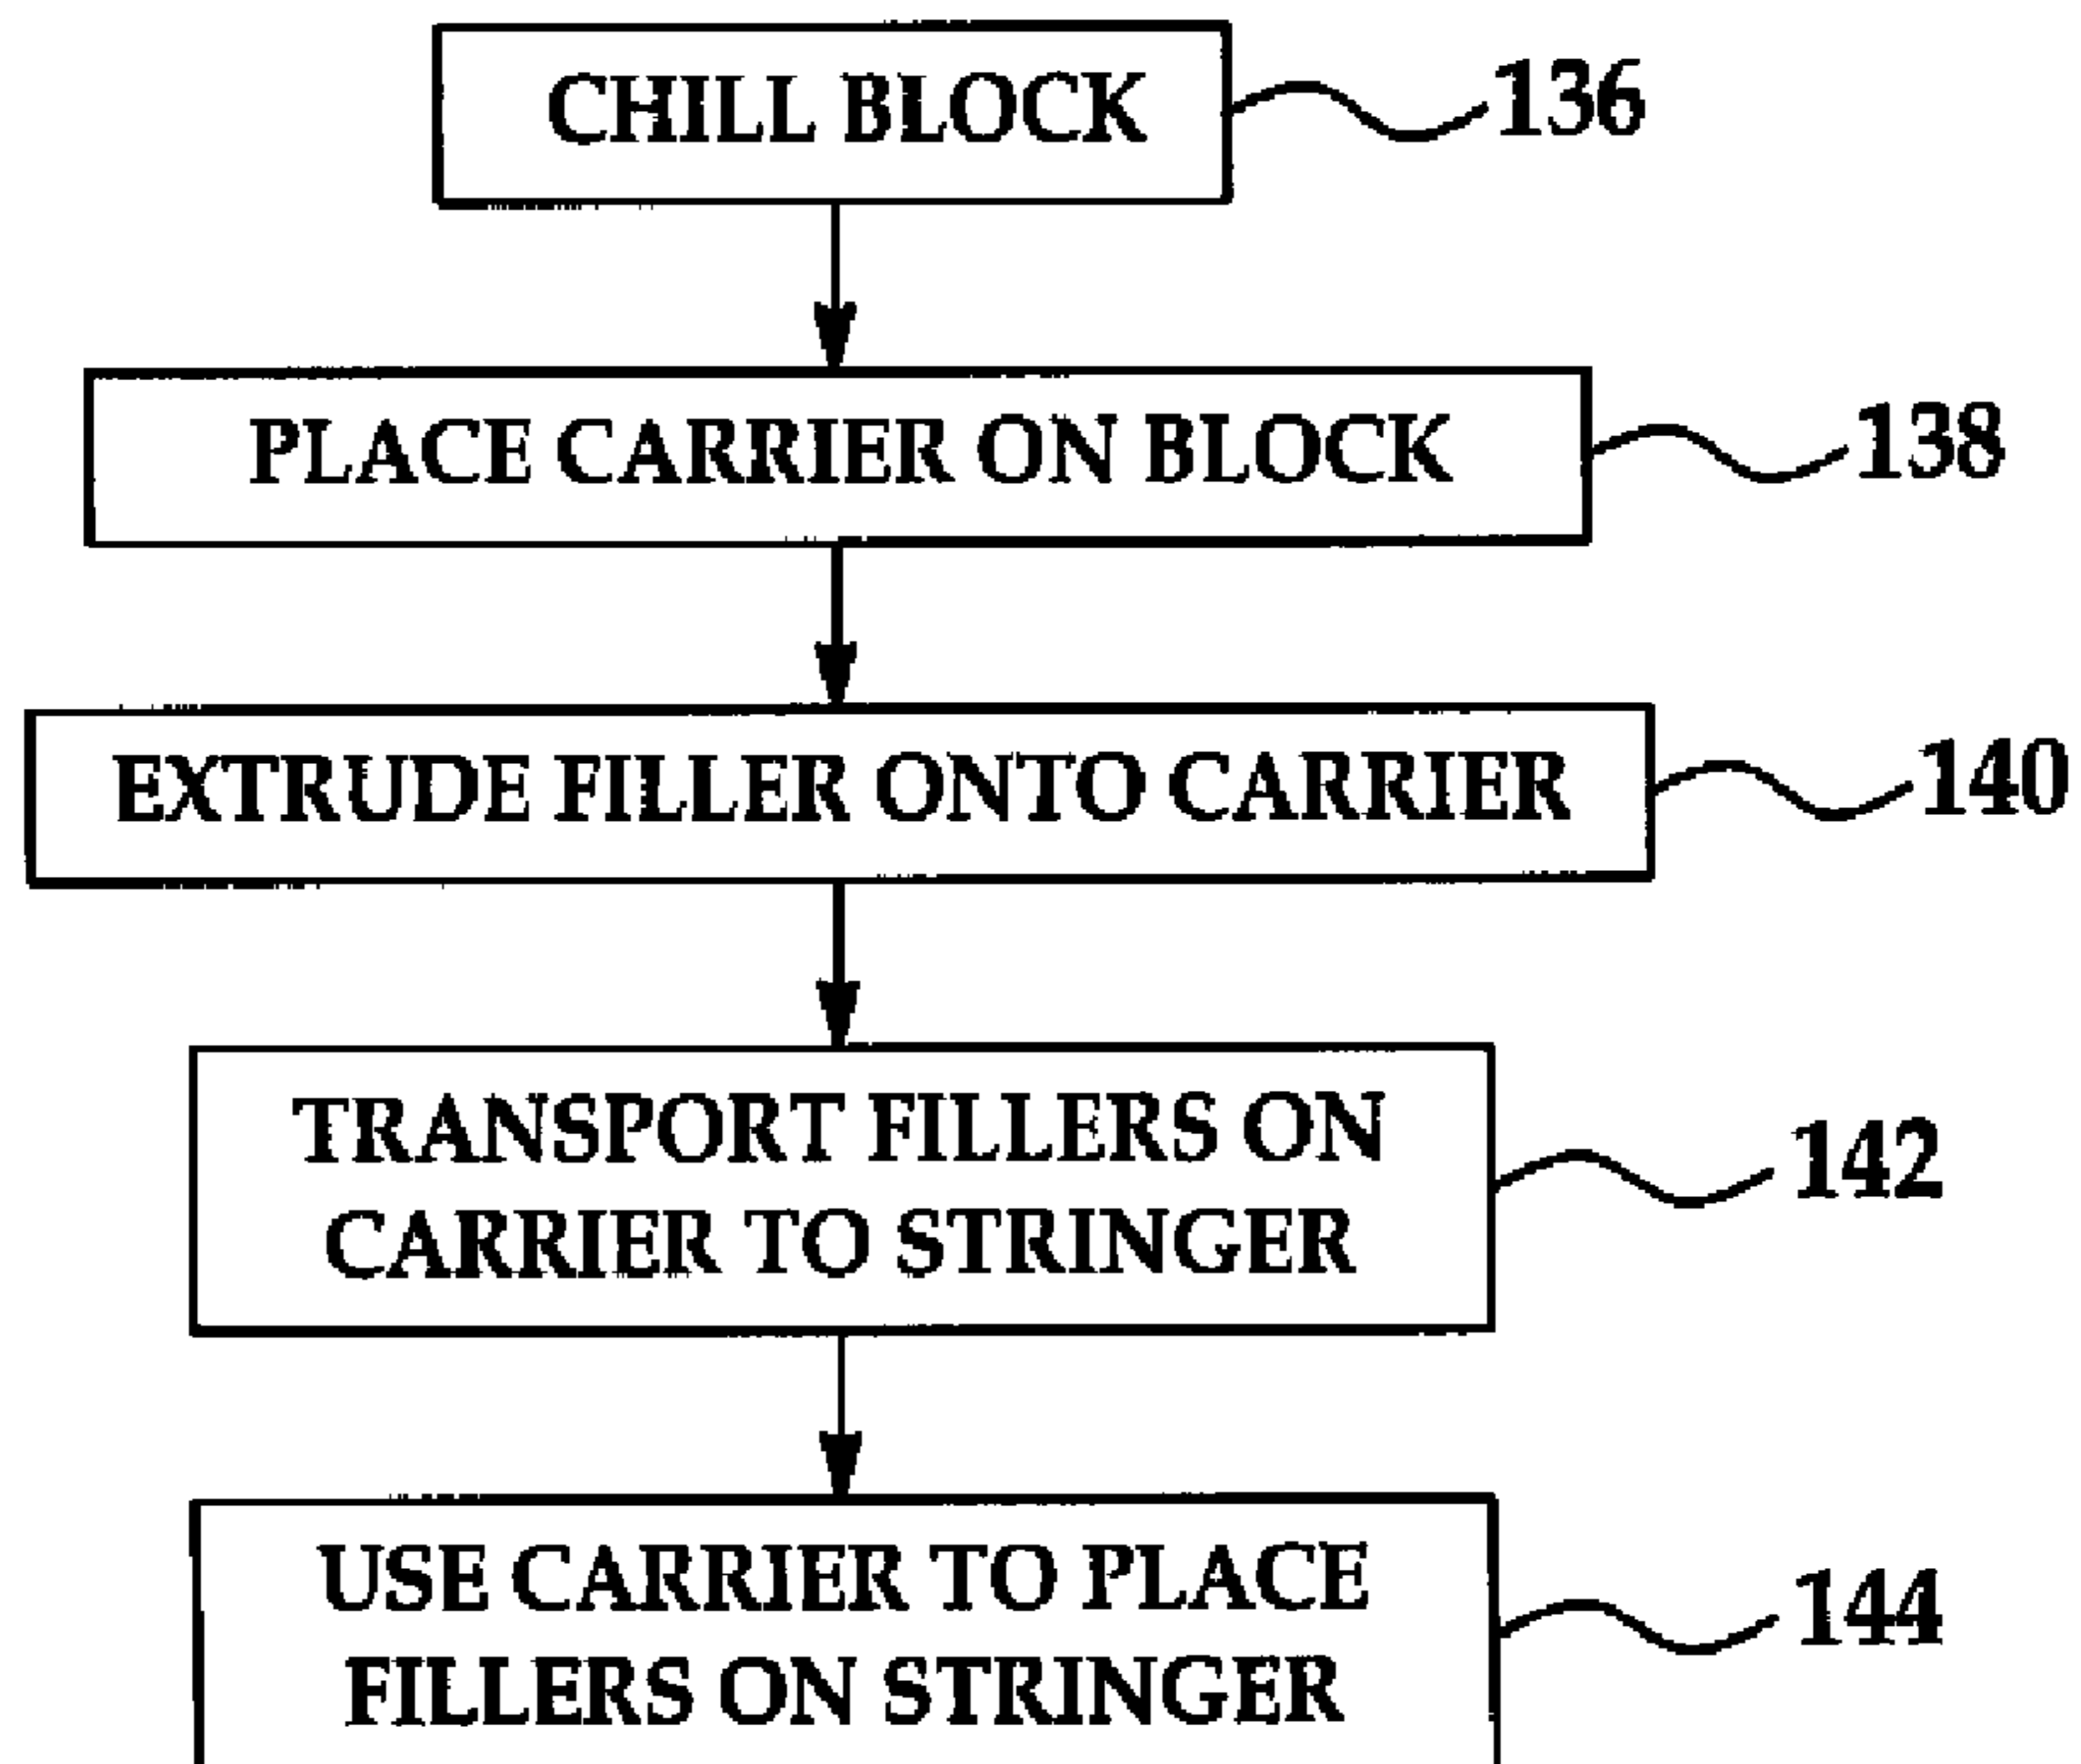 CHILL BLOCK 136
PLACE CARRIER ON BLOCK 138
EXTRUDE FILLER ONTO CARRIER 140
TRANSPORT FILLERS ON
CARRIER TO STRINGER
142
USE CARRIER TO PLACE
FILLERS ON STRINGER
144